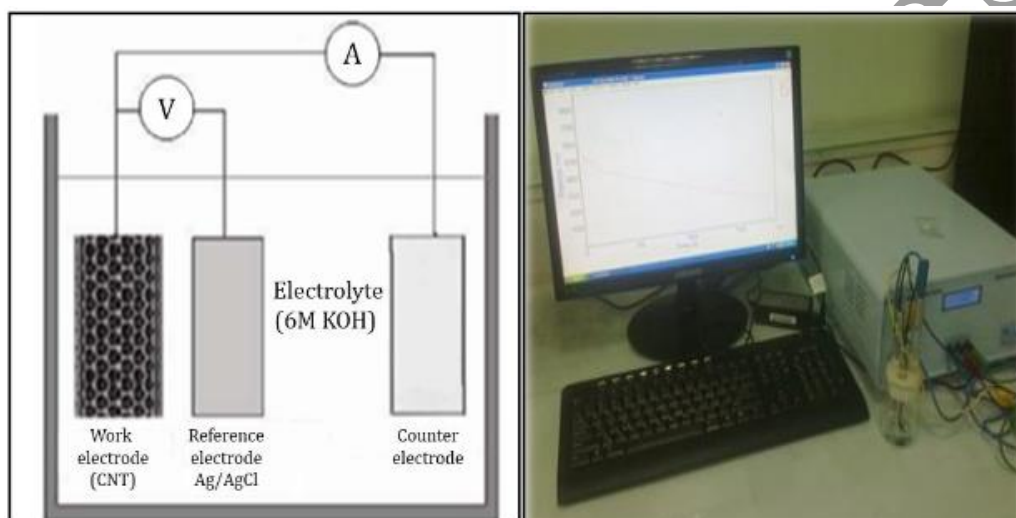 A
V
Electrolyte
(6M KOH)
Work
electrode
(CNT)
Reference
electrode
Ag/AgCl
Counter
electrode